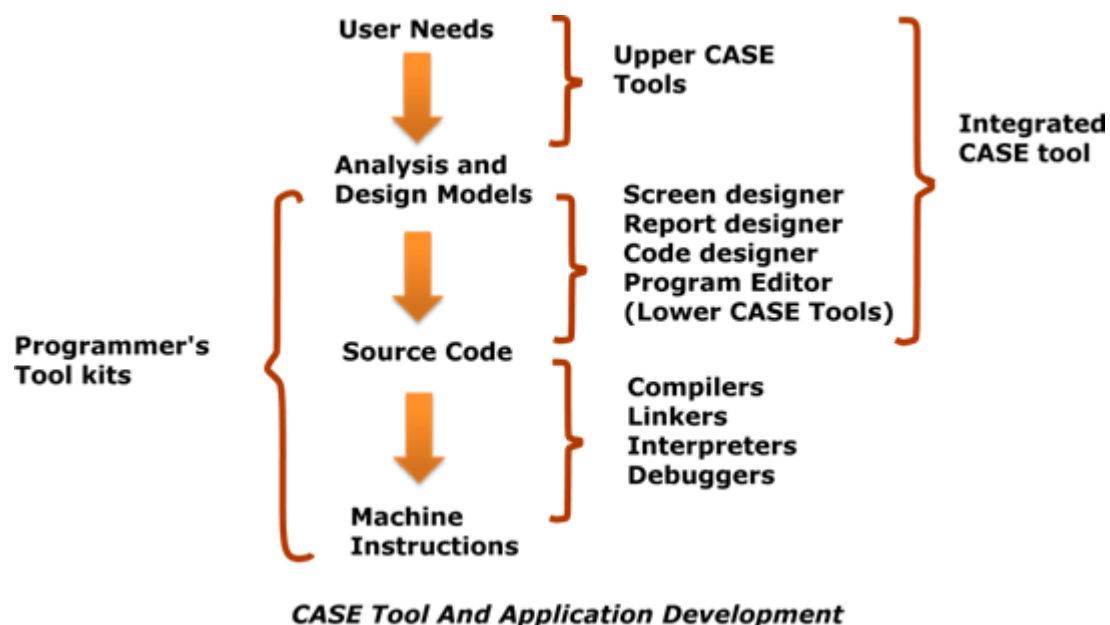 User Needs
Upper CASE
Tools
Integrated
CASE tool
Analysis and
Design Models
Screen designer
Report designer
Code designer
Program Editor
(Lower CASE Tools)
Programmer's
Tool kits
Source Code
Compilers
Linkers
Interpreters
Debuggers
Machine
Instructions
CASE Tool And Application Development